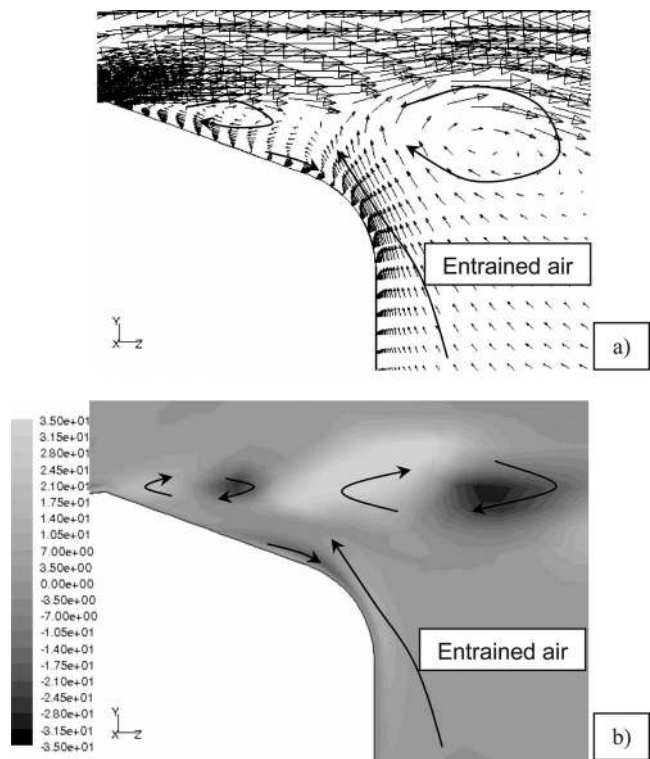 Entrained air
Y
X Z
a)
3.50e+01
3.15e+01
2.80e+01
2.45e+01
2.10e+01
1.75e+01
1.40e+01
1.05e+01
7.00e+00
3.50e+00
0.00e+00
-3.50e+00
-7.00e+00
-1.05e+01
-1.40e+01
-1.75e+01
-2.10e+01
-2.45e+01
-2.80e+01
-3.15e+01
-3.50e+01
Entrained air
Y
X Z
b)